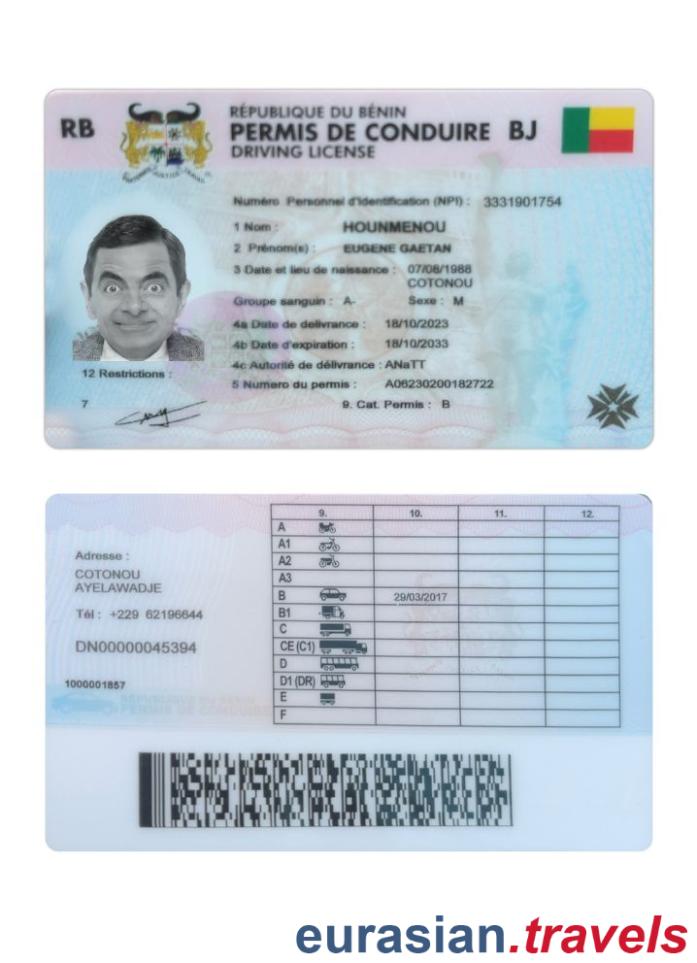 RB
RÉPUBLIQUE DU BÉNIN
PERMIS DE CONDUIRE BJ
DRIVING LICENSE
Numéro Personnel d'Identification (NPI) : 3331901754
1 Nom : HOUNMENOU
2 Prénom(s) : EUGENE GAETAN
3 Date et lieu de naissance : 07/08/1988
COTONOU
Groupe sanguin : A- Sexe : M
4a Date de delivrance : 18/10/2023
4b Date d'expiration : 18/10/2033
4c Autorité de délivrance : ANaTT
12 Restrictions :
5 Numero du permis : A06230200182722
7
9. Cat. Permis : B
9. 10. 11. 12.
A
A1
A2
A3
B 29/03/2017
B1
C
CE (C1)
D
D1 (DR)
E
F
Adresse :
COTONOU
AYELAWADJE
Tél : +229 62196644
DN00000045394
1000001857
RÉPUBLIQUE DU BÉNIN
PERMIS DE CONDUIRE
eurasian.travels